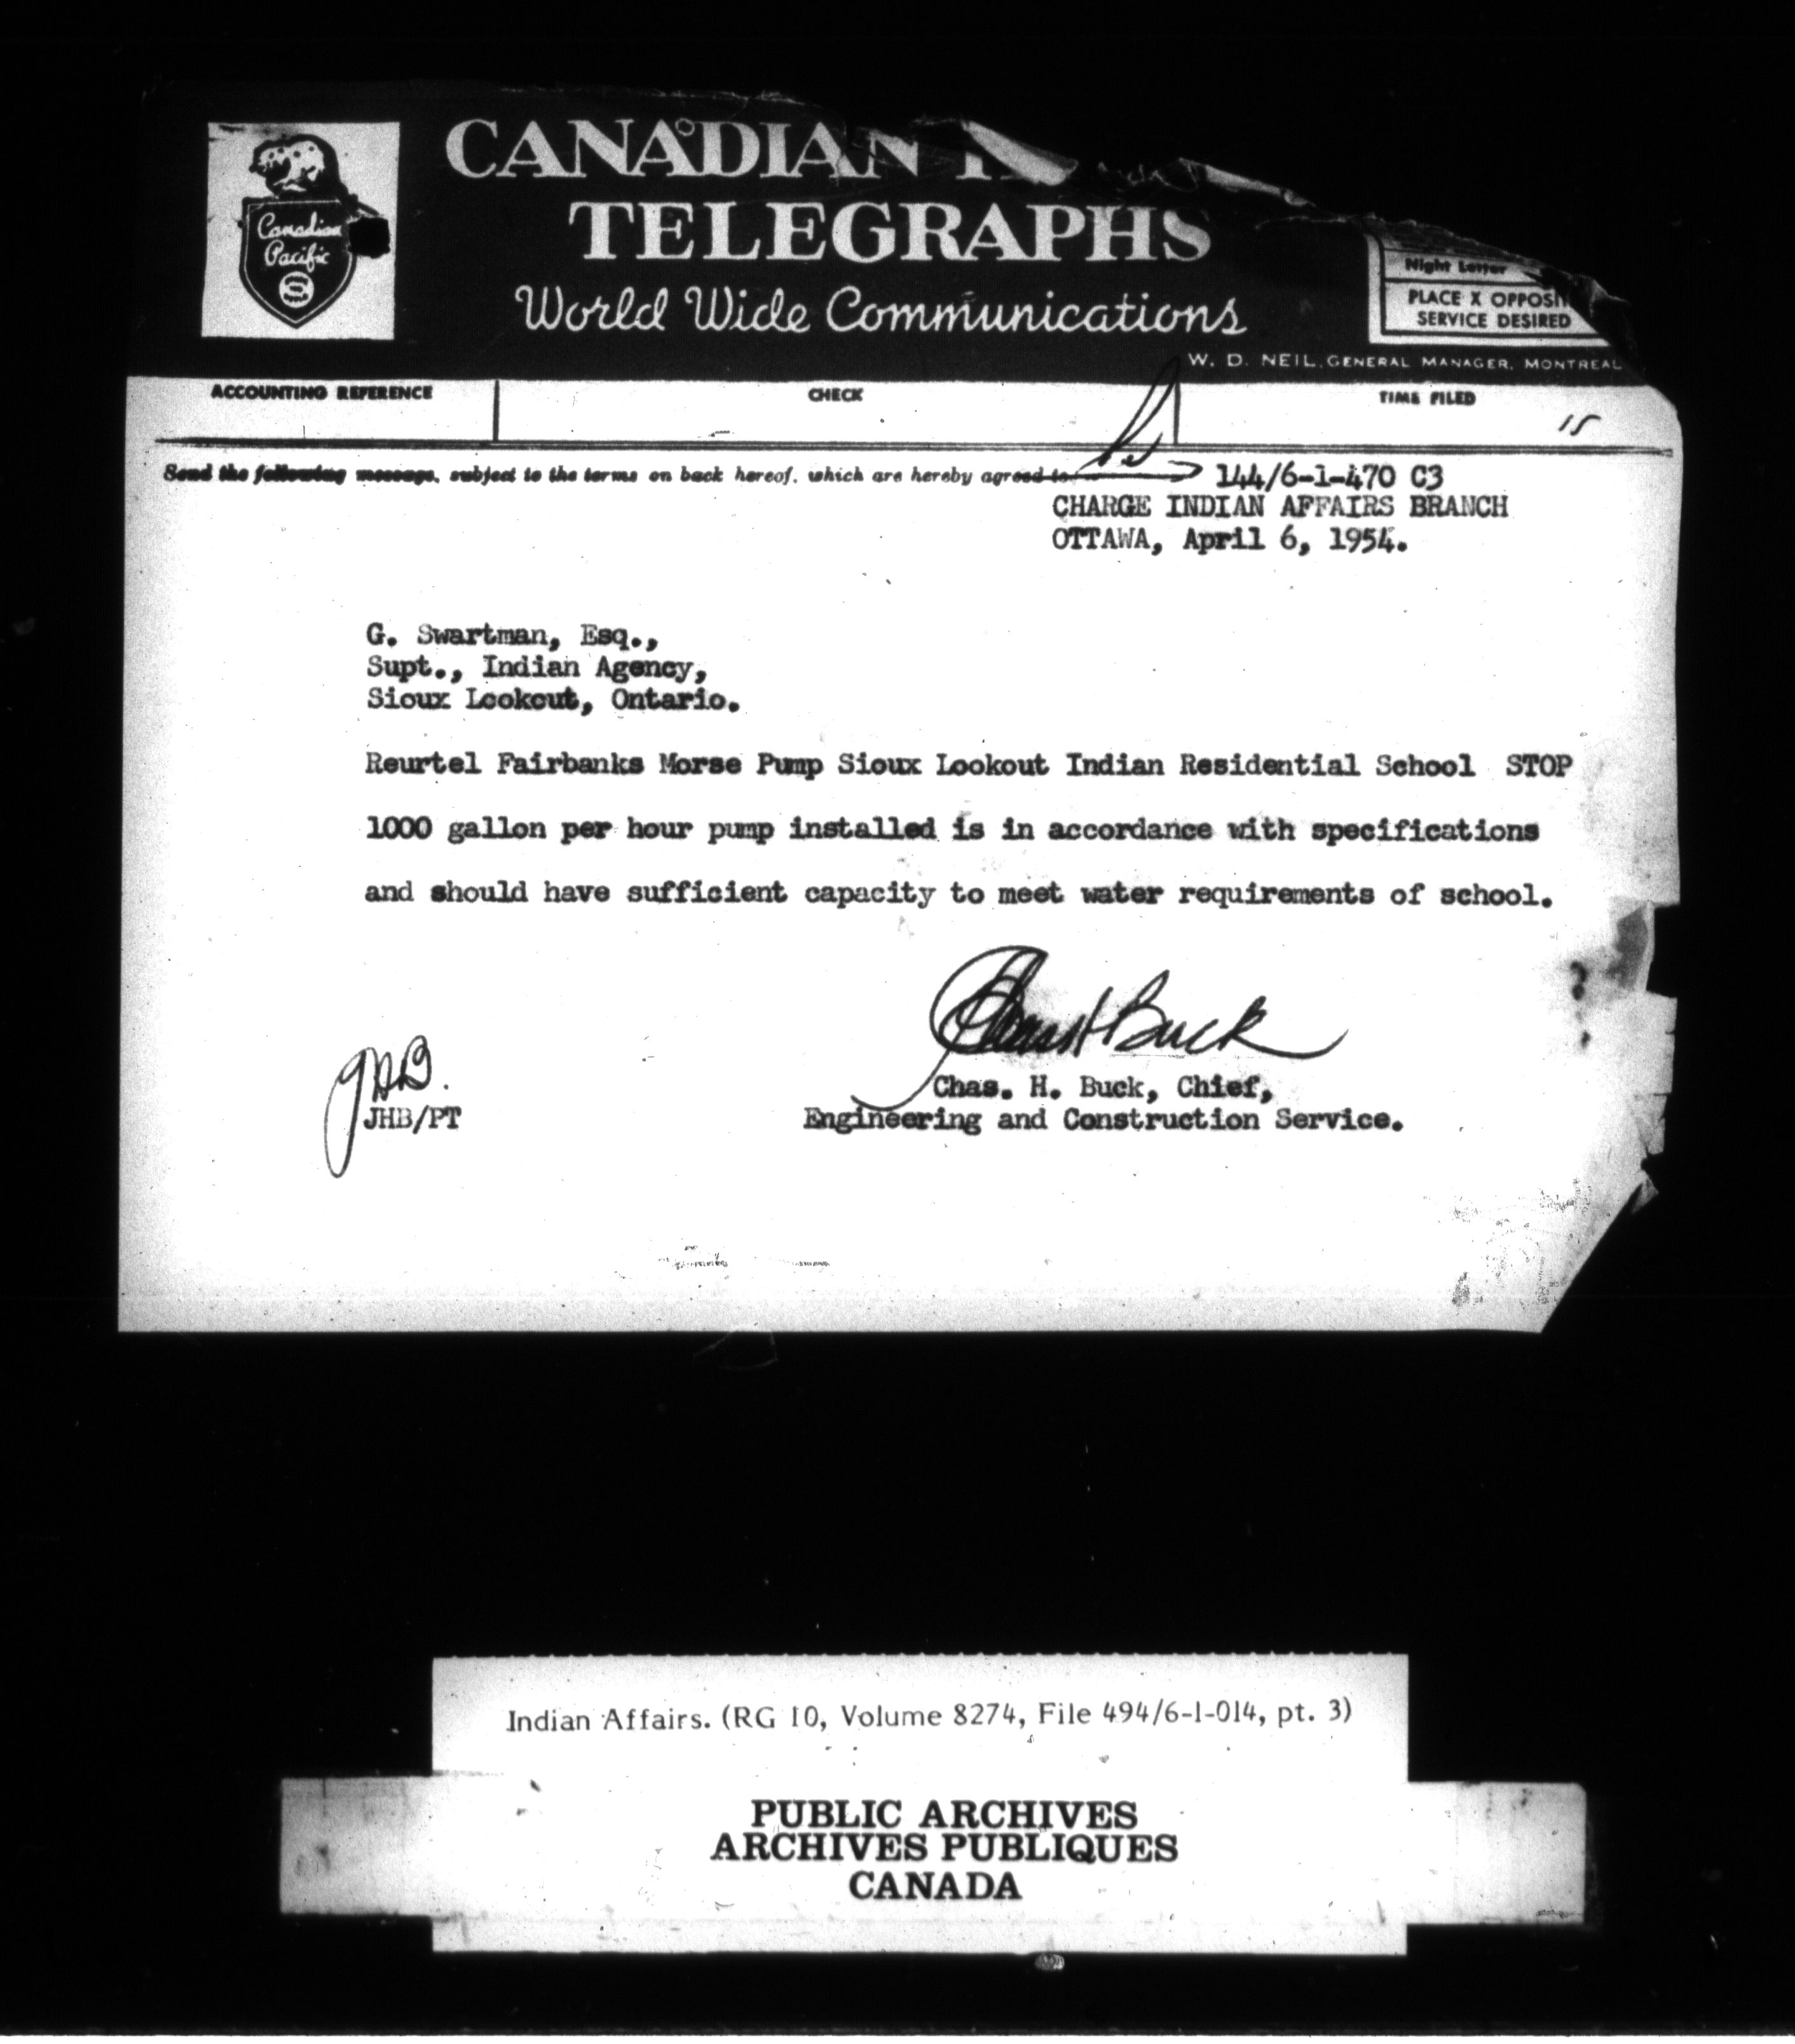 CANADIAN
TELEGRAPHS
World Wide Communications
Canadian
Pacific
Night Letter
PLACE X OPPOSIT
SERVICE DESIRED
W. D. NEIL, GENERAL MANAGER, MONTREAL
ACCOUNTING REFERENCE CHECK TIME FILED
15
Send the following message, subject to the terms on back hereof, which are hereby agreed to
144/6-1-470 C3
CHARGE INDIAN AFFAIRS BRANCH
OTTAWA, April 6, 1954.
G. Swartman, Esq.,
Supt., Indian Agency,
Sioux Lookout, Ontario.
Reurtel Fairbanks Morse Pump Sioux Lookout Indian Residential School STOP
1000 gallon per hour pump installed is in accordance with specifications
and should have sufficient capacity to meet water requirements of school.
Chas H Buck
JHB.
Chas. H. Buck, Chief,
JHB/PT Engineering and Construction Service.
Indian Affairs. (RG 10, Volume 8274, File 494/6-1-014, pt. 3)
PUBLIC ARCHIVES
ARCHIVES PUBLIQUES
CANADA